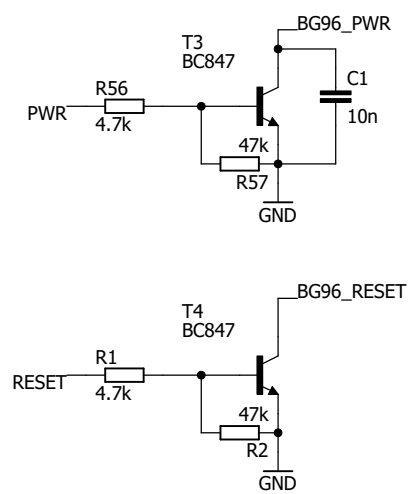 BG96_PWR
T3
BC847
C1
10n
R56
PWR
4.7k
47k
R57
GND
BG96_RESET
T4
BC847
R1
RESET
4.7k
47k
R2
GND